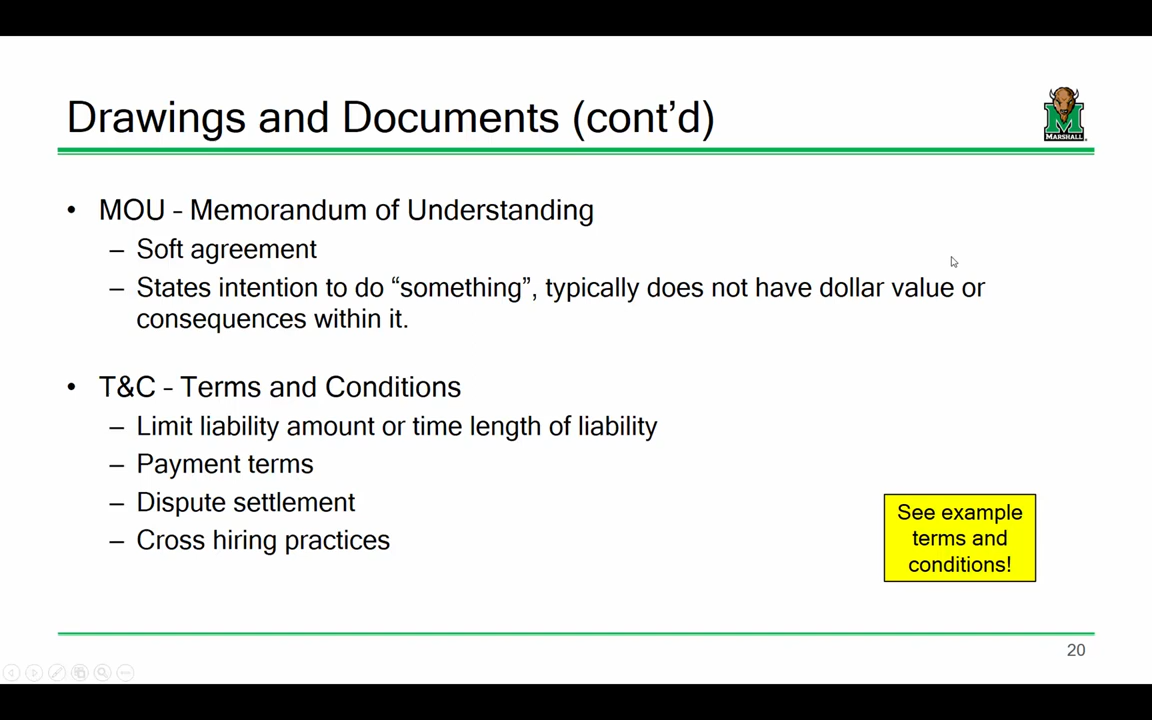 Drawings and Documents (cont’d)
MARSHALL
• MOU - Memorandum of Understanding
– Soft agreement
– States intention to do “something”, typically does not have dollar value or
consequences within it.
• T&C - Terms and Conditions
– Limit liability amount or time length of liability
– Payment terms
– Dispute settlement
– Cross hiring practices
See example
terms and
conditions!
20